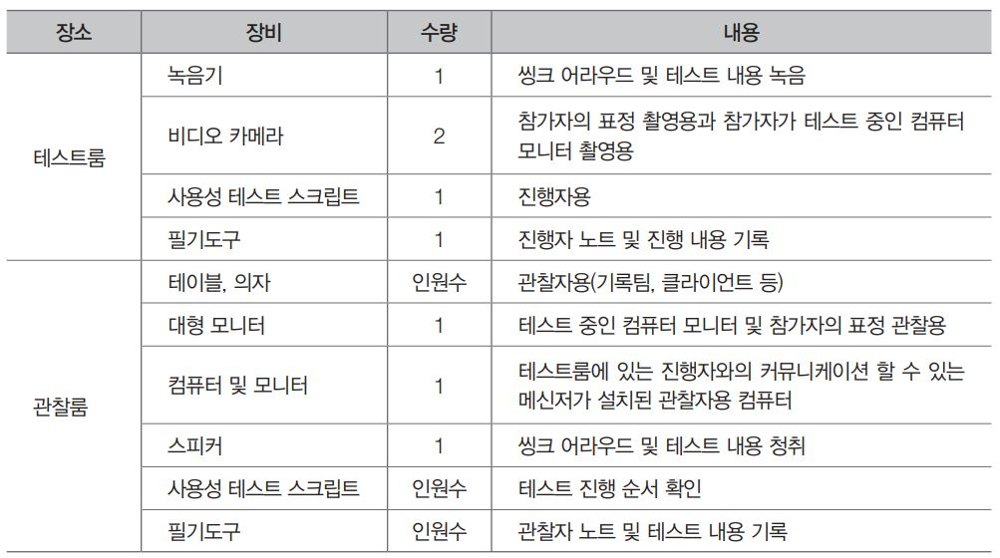 장소 장비 수량 내용
테스트룸
녹음기 1 씽크 어라우드 및 테스트 내용 녹음
비디오 카메라 2 참가자의 표정 촬영용과 참가자가 테스트 중인 컴퓨터
모니터 촬영용
사용성 테스트 스크립트 1 진행자용
필기도구 1 진행자 노트 및 진행 내용 기록
관찰룸
테이블, 의자 인원수 관찰자용(기록팀, 클라이언트 등)
대형 모니터 1 테스트 중인 컴퓨터 모니터 및 참가자의 표정 관찰용
컴퓨터 및 모니터 1 테스트룸에 있는 진행자와의 커뮤니케이션 할 수 있는
메신저가 설치된 관찰자용 컴퓨터
스피커 1 씽크 어라우드 및 테스트 내용 청취
사용성 테스트 스크립트 인원수 테스트 진행 순서 확인
필기도구 인원수 관찰자 노트 및 테스트 내용 기록